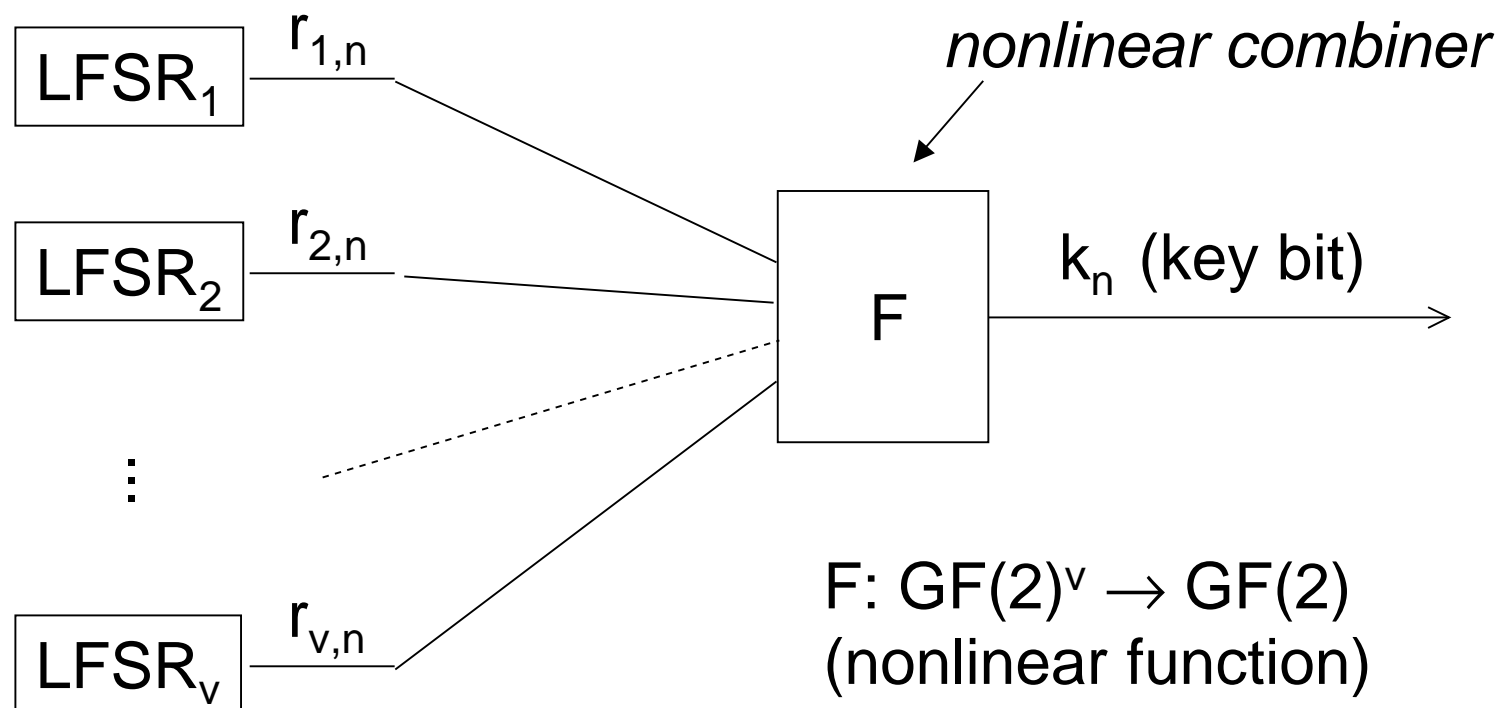 LFSR₁
r₁,ₙ
nonlinear combiner
LFSR₂
r₂,ₙ
F
kₙ (key bit)
⋮
LFSRᵥ
rᵥ,ₙ
F: GF(2)ᵛ → GF(2)
(nonlinear function)